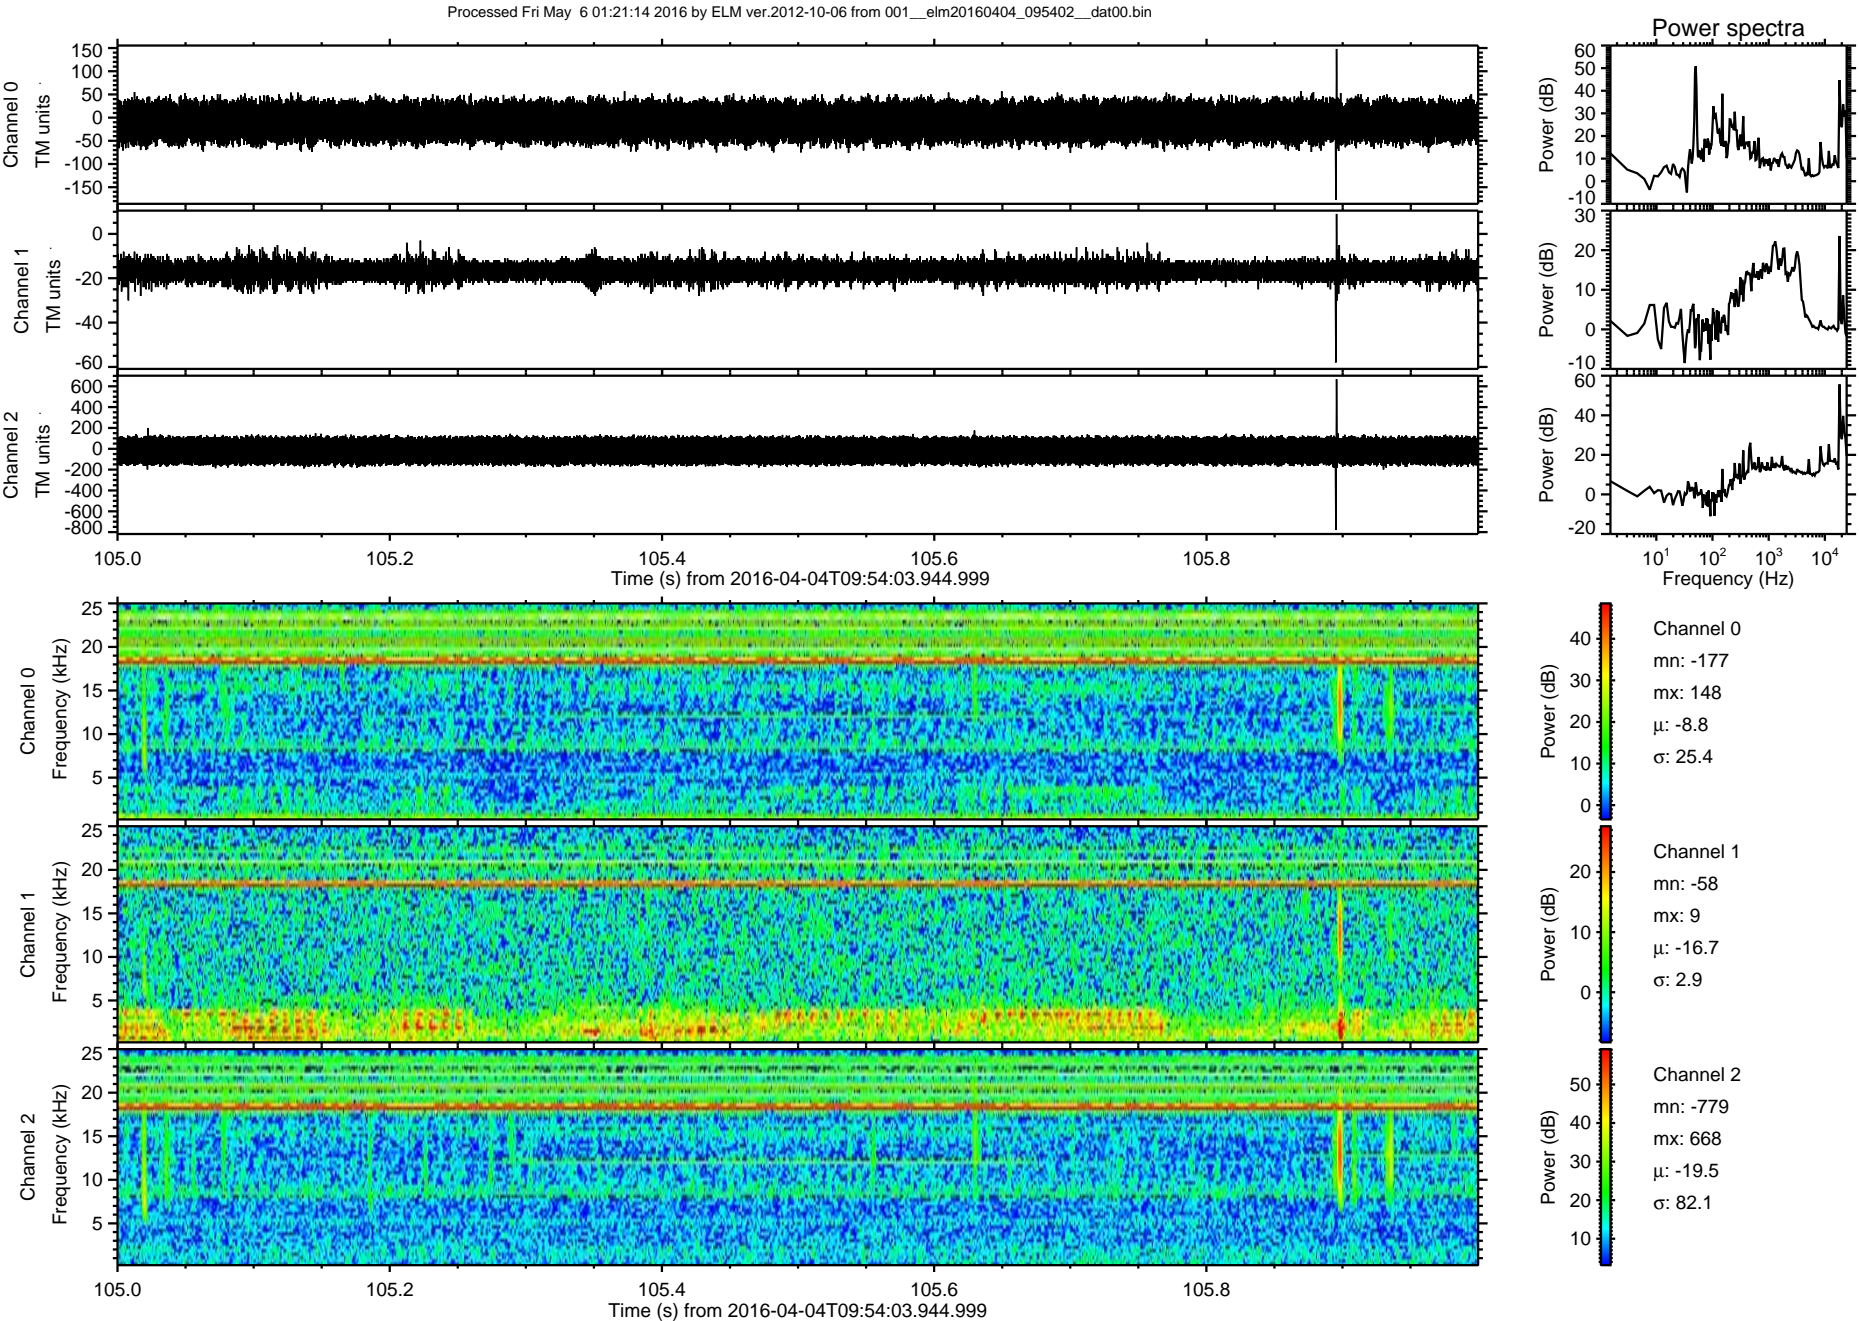 Processed Fri May  6 01:21:14 2016 by ELM ver.2012-10-06 from 001__elm20160404_095402__dat00.bin
Power spectra
Channel 0
TM units
150
100
50
0
-50
-100
-150
Power (dB)
60
50
40
30
20
10
0
-10
Channel 1
TM units
0
-20
-40
-60
Power (dB)
30
20
10
0
-10
Channel 2
TM units
600
400
200
0
-200
-400
-600
-800
Power (dB)
60
40
20
0
-20
105.0 105.2 105.4 105.6 105.8
Time (s) from 2016-04-04T09:54:03.944.999
10¹ 10² 10³ 10⁴
Frequency (Hz)
Channel 0
Frequency (kHz)
25
20
15
10
5
Power (dB)
40
30
20
10
0
Channel 0
mn: -177
mx: 148
μ: -8.8
σ: 25.4
Channel 1
Frequency (kHz)
25
20
15
10
5
Power (dB)
20
10
0
Channel 1
mn: -58
mx: 9
μ: -16.7
σ: 2.9
Channel 2
Frequency (kHz)
25
20
15
10
5
Power (dB)
50
40
30
20
10
Channel 2
mn: -779
mx: 668
μ: -19.5
σ: 82.1
105.0 105.2 105.4 105.6 105.8
Time (s) from 2016-04-04T09:54:03.944.999